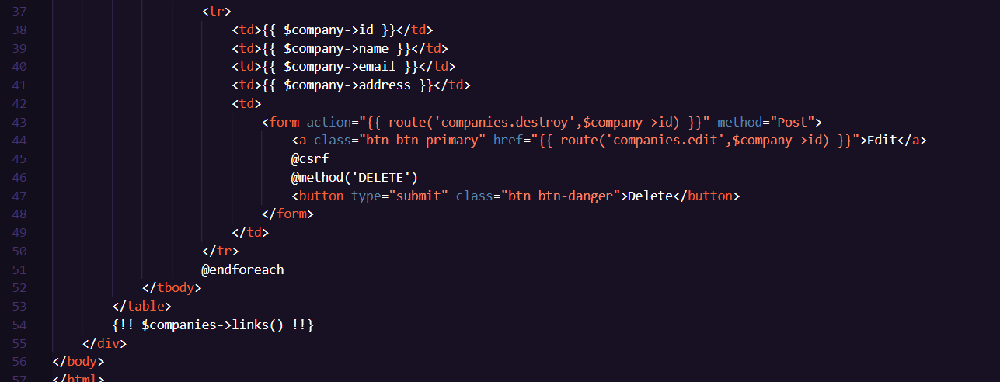 37 <tr>
38 <td>{{ $company->id }}</td>
39 <td>{{ $company->name }}</td>
40 <td>{{ $company->email }}</td>
41 <td>{{ $company->address }}</td>
42 <td>
43 <form action="{{ route('companies.destroy',$company->id) }}" method="Post">
44 <a class="btn btn-primary" href="{{ route('companies.edit',$company->id) }}">Edit</a>
45 @csrf
46 @method('DELETE')
47 <button type="submit" class="btn btn-danger">Delete</button>
48 </form>
49 </td>
50 </tr>
51 @endforeach
52 </tbody>
53 </table>
54 {!! $companies->links() !!}
55 </div>
56 </body>
57 </html>